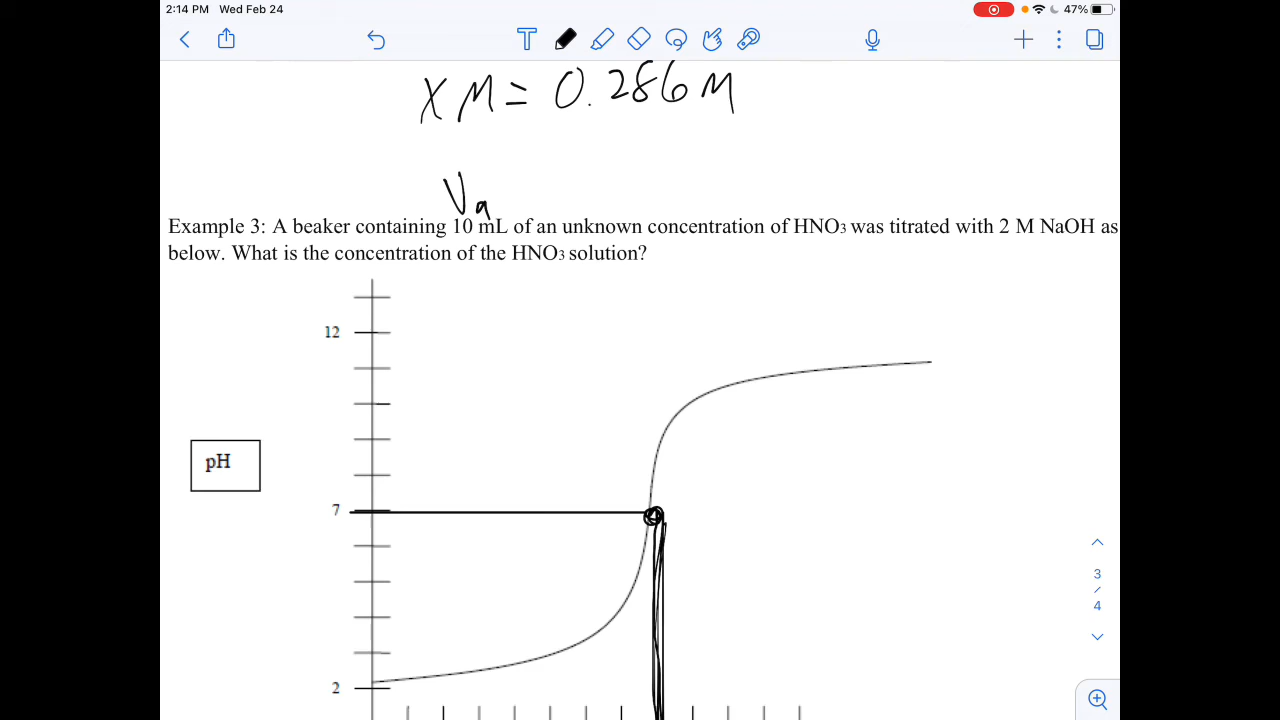 2:14 PM Wed Feb 24
47%
X M = 0.286 M
Va
Example 3: A beaker containing 10 mL of an unknown concentration of HNO3 was titrated with 2 M NaOH as
below. What is the concentration of the HNO3 solution?
12
pH
7
2
3
/
4